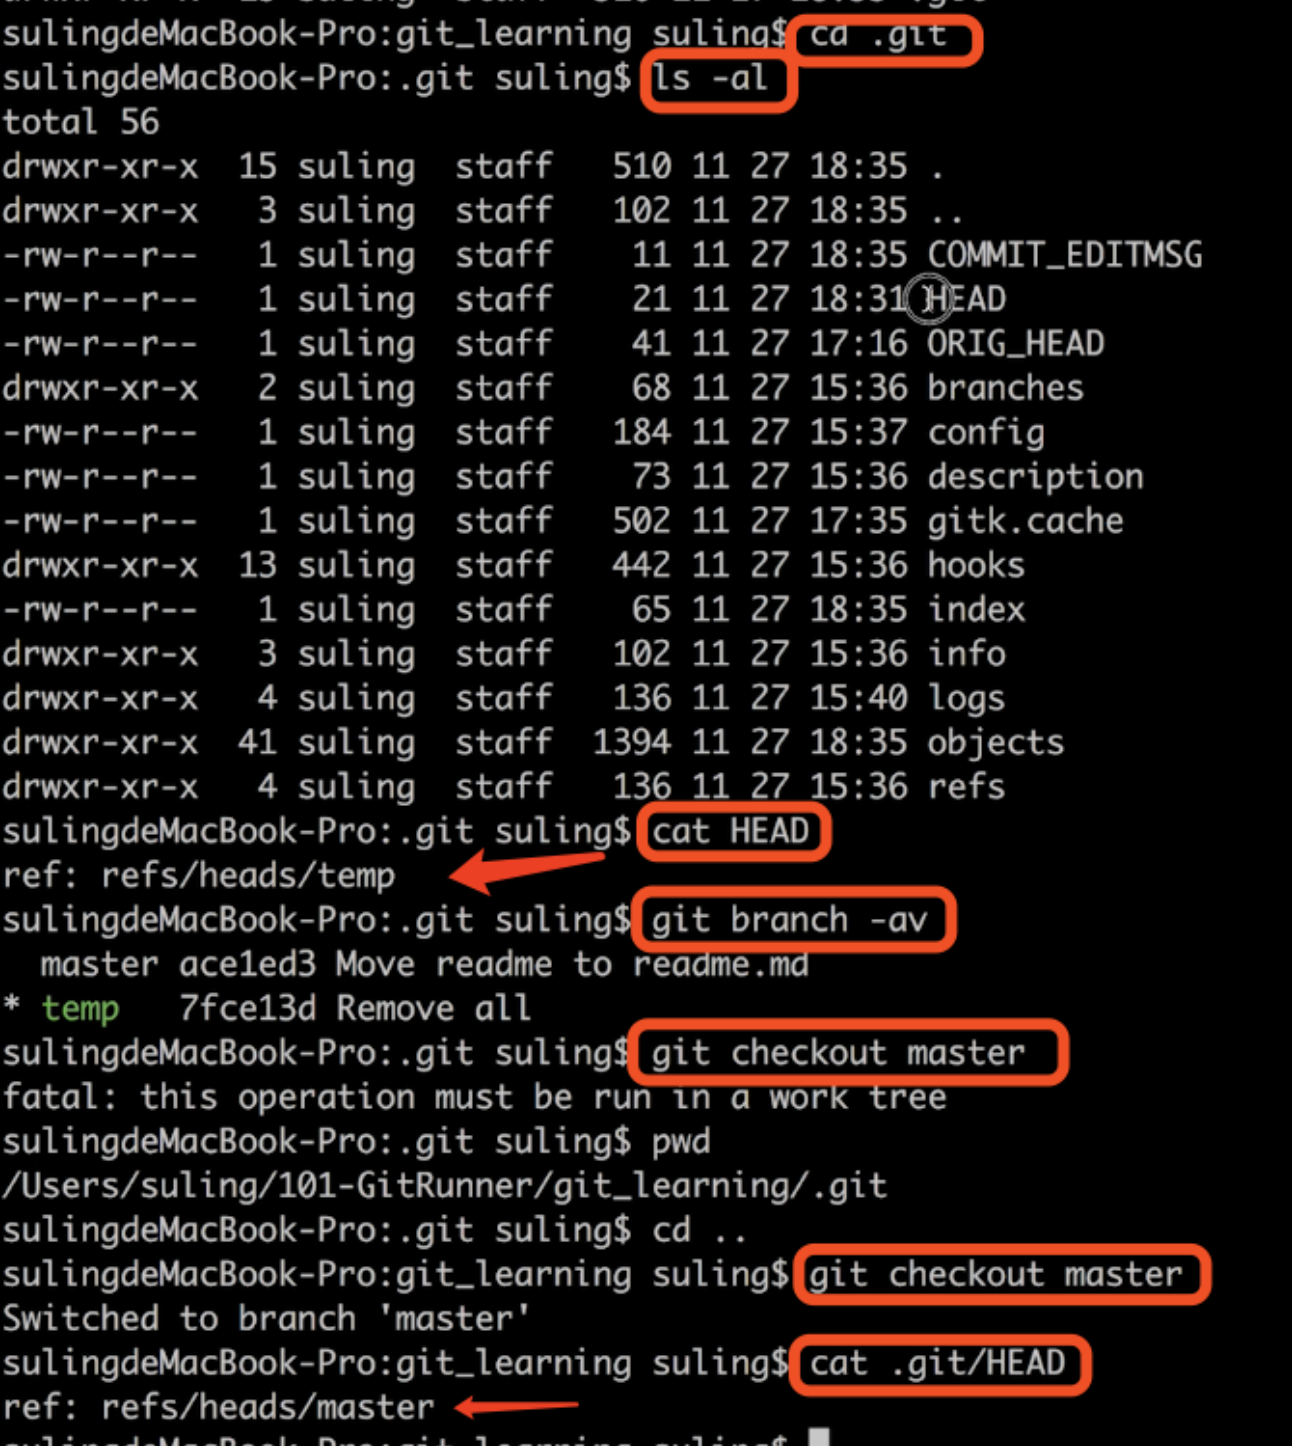 sulingdeMacBook-Pro:git_learning suling$ cd .git
sulingdeMacBook-Pro:.git suling$ ls -al
total 56
drwxr-xr-x  15 suling  staff   510 11 27 18:35 .
drwxr-xr-x   3 suling  staff   102 11 27 18:35 ..
-rw-r--r--   1 suling  staff    11 11 27 18:35 COMMIT_EDITMSG
-rw-r--r--   1 suling  staff    21 11 27 18:31 HEAD
-rw-r--r--   1 suling  staff    41 11 27 17:16 ORIG_HEAD
drwxr-xr-x   2 suling  staff    68 11 27 15:36 branches
-rw-r--r--   1 suling  staff   184 11 27 15:37 config
-rw-r--r--   1 suling  staff    73 11 27 15:36 description
-rw-r--r--   1 suling  staff   502 11 27 17:35 gitk.cache
drwxr-xr-x  13 suling  staff   442 11 27 15:36 hooks
-rw-r--r--   1 suling  staff    65 11 27 18:35 index
drwxr-xr-x   3 suling  staff   102 11 27 15:36 info
drwxr-xr-x   4 suling  staff   136 11 27 15:40 logs
drwxr-xr-x  41 suling  staff  1394 11 27 18:35 objects
drwxr-xr-x   4 suling  staff   136 11 27 15:36 refs
sulingdeMacBook-Pro:.git suling$ cat HEAD
ref: refs/heads/temp
sulingdeMacBook-Pro:.git suling$ git branch -av
  master ace1ed3 Move readme to readme.md
* temp   7fce13d Remove all
sulingdeMacBook-Pro:.git suling$ git checkout master
fatal: this operation must be run in a work tree
sulingdeMacBook-Pro:.git suling$ pwd
/Users/suling/101-GitRunner/git_learning/.git
sulingdeMacBook-Pro:.git suling$ cd ..
sulingdeMacBook-Pro:git_learning suling$ git checkout master
Switched to branch 'master'
sulingdeMacBook-Pro:git_learning suling$ cat .git/HEAD
ref: refs/heads/master